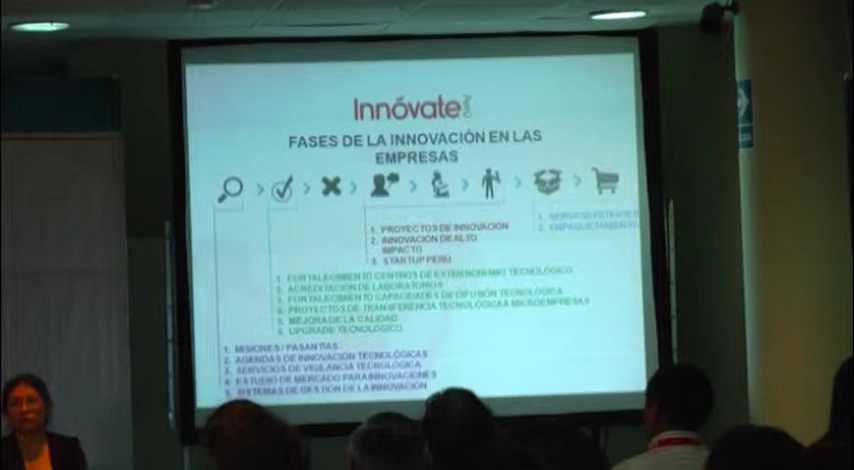 Innóvate Perú
FASES DE LA INNOVACIÓN EN LAS
EMPRESAS
1. PROYECTOS DE INNOVACIÓN
2. INNOVACIÓN DE ALTO
IMPACTO
3. STARTUP PERÚ
1. SERVICIO PATENTES
2. EMPAQUETAMIENTO
1. FORTALECIMIENTO CENTROS DE EXTENSIONISMO TECNOLÓGICO
2. ACREDITACIÓN DE LABORATORIOS
3. FORTALECIMIENTO CAPACIDADES DE DIFUSIÓN TECNOLÓGICA
4. PROYECTOS DE TRANSFERENCIA TECNOLÓGICA A MICROEMPRESAS
5. MEJORA DE LA CALIDAD
6. UPGRADE TECNOLÓGICO
1. MISIONES / PASANTÍAS
2. AGENDAS DE INNOVACIÓN TECNOLÓGICAS
3. SERVICIOS DE VIGILANCIA TECNOLÓGICA
4. ESTUDIO DE MERCADO PARA INNOVACIONES
5. SISTEMAS DE GESTIÓN DE LA INNOVACIÓN